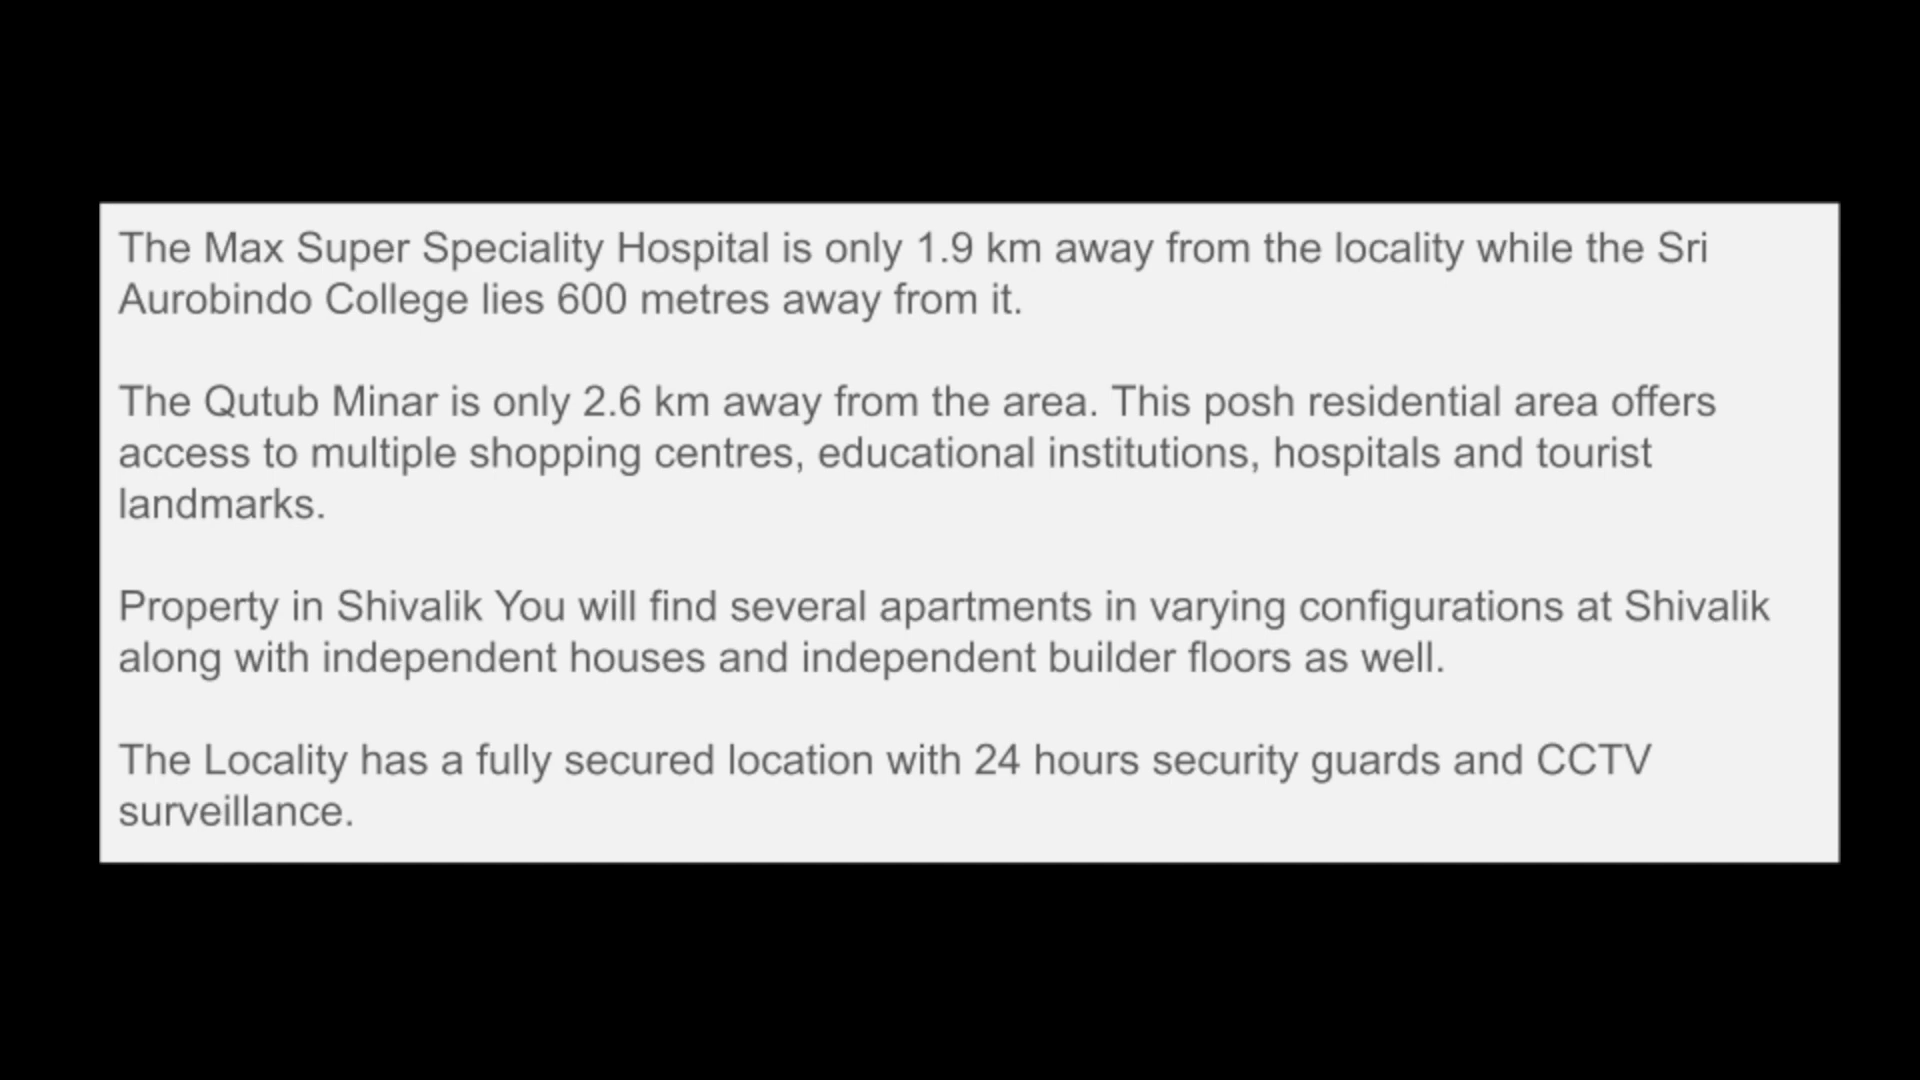 The Max Super Speciality Hospital is only 1.9 km away from the locality while the Sri
Aurobindo College lies 600 metres away from it.
The Qutub Minar is only 2.6 km away from the area. This posh residential area offers
access to multiple shopping centres, educational institutions, hospitals and tourist
landmarks.
Property in Shivalik You will find several apartments in varying configurations at Shivalik
along with independent houses and independent builder floors as well.
The Locality has a fully secured location with 24 hours security guards and CCTV
surveillance.